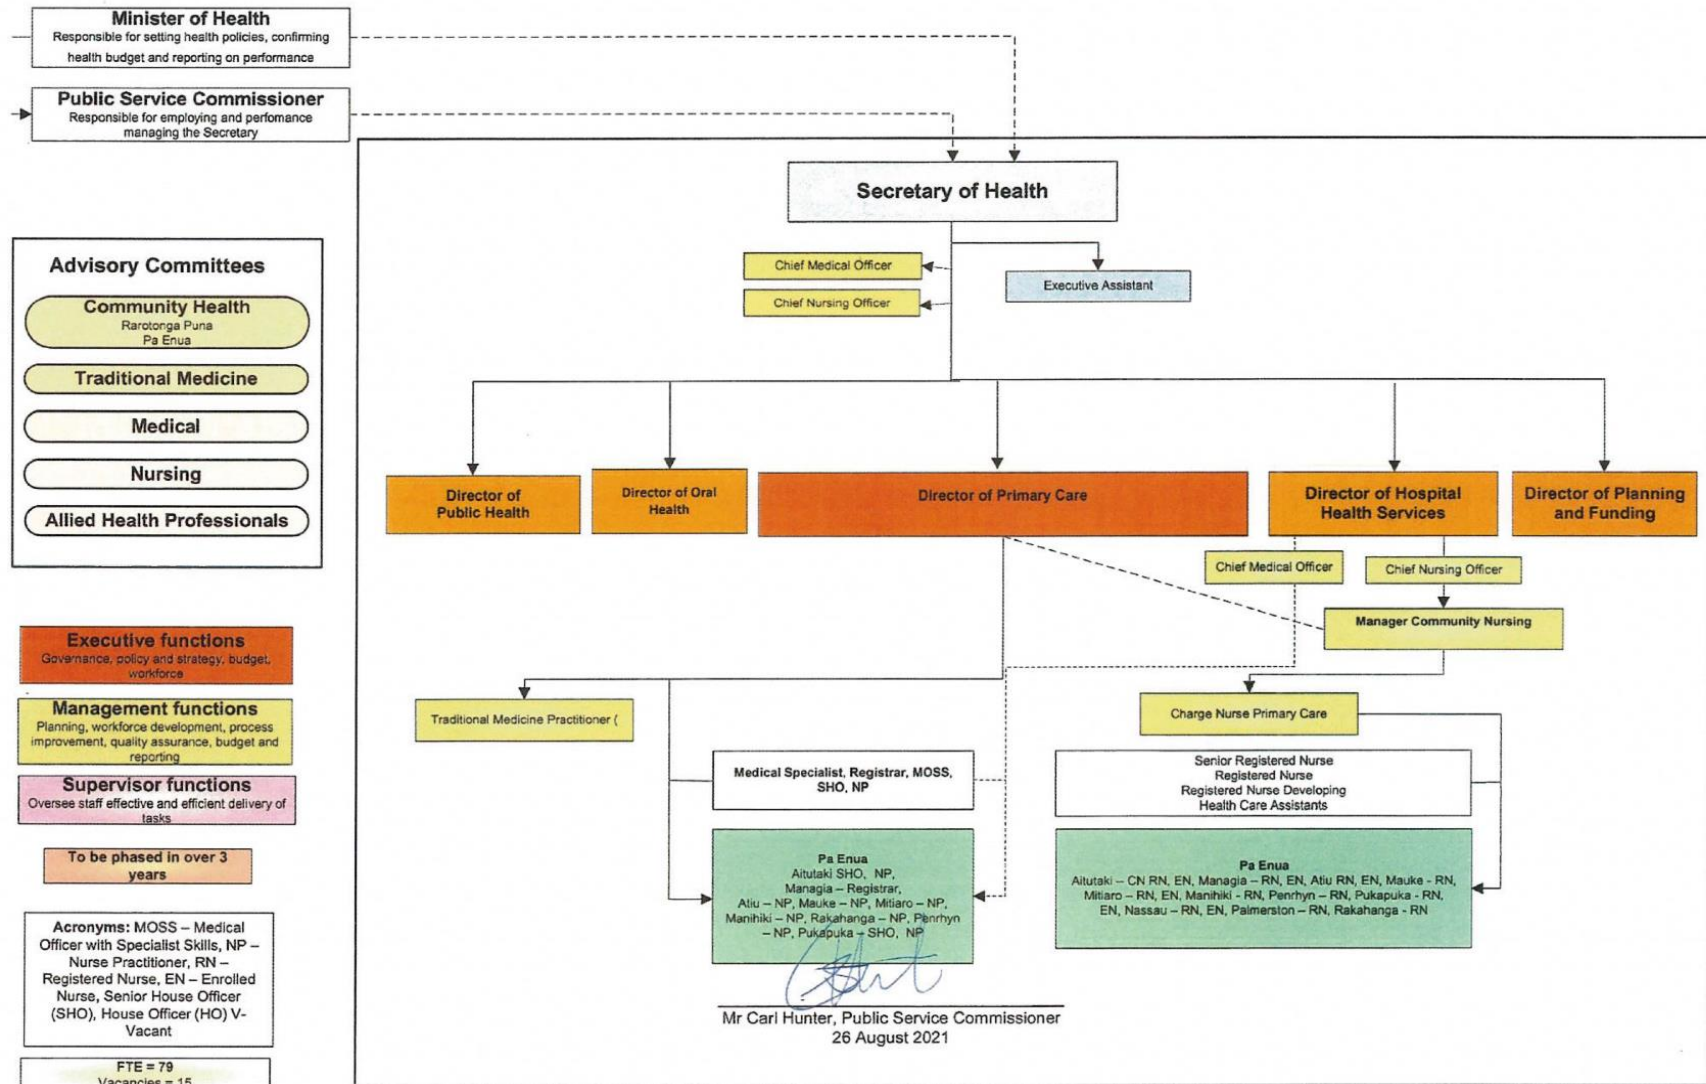 Minister of Health
Responsible for setting health policies, confirming
health budget and reporting on performance
Public Service Commissioner
Responsible for employing and perfomance
managing the Secretary
Secretary of Health
Chief Medical Officer
Chief Nursing Officer
Executive Assistant
Advisory Committees
Community Health
Rarotonga Puna
Pa Enua
Traditional Medicine
Medical
Nursing
Allied Health Professionals
Director of
Public Health
Director of Oral
Health
Director of Primary Care
Director of Hospital
Health Services
Director of Planning
and Funding
Chief Medical Officer
Chief Nursing Officer
Manager Community Nursing
Executive functions
Governance, policy and strategy, budget,
workforce
Management functions
Planning, workforce development, process
improvement, quality assurance, budget and
reporting
Supervisor functions
Oversee staff effective and efficient delivery of
tasks
To be phased in over 3
years
Acronyms: MOSS – Medical
Officer with Specialist Skills, NP –
Nurse Practitioner, RN –
Registered Nurse, EN – Enrolled
Nurse, Senior House Officer
(SHO), House Officer (HO) V-
Vacant
FTE = 79
Vacancies = 15
Traditional Medicine Practitioner (
Charge Nurse Primary Care
Medical Specialist, Registrar, MOSS,
SHO, NP
Senior Registered Nurse
Registered Nurse
Registered Nurse Developing
Health Care Assistants
Pa Enua
Aitutaki SHO, NP,
Managia – Registrar,
Atiu – NP, Mauke – NP, Mitiaro – NP,
Manihiki – NP, Rakahanga – NP, Penrhyn
– NP, Pukapuka – SHO, NP
Pa Enua
Aitutaki – CN RN, EN, Managia – RN, EN, Atiu RN, EN, Mauke - RN,
Mitiaro – RN, EN, Manihiki - RN, Penrhyn – RN, Pukapuka - RN,
EN, Nassau – RN, EN, Palmerston – RN, Rakahanga - RN
Mr Carl Hunter, Public Service Commissioner
26 August 2021